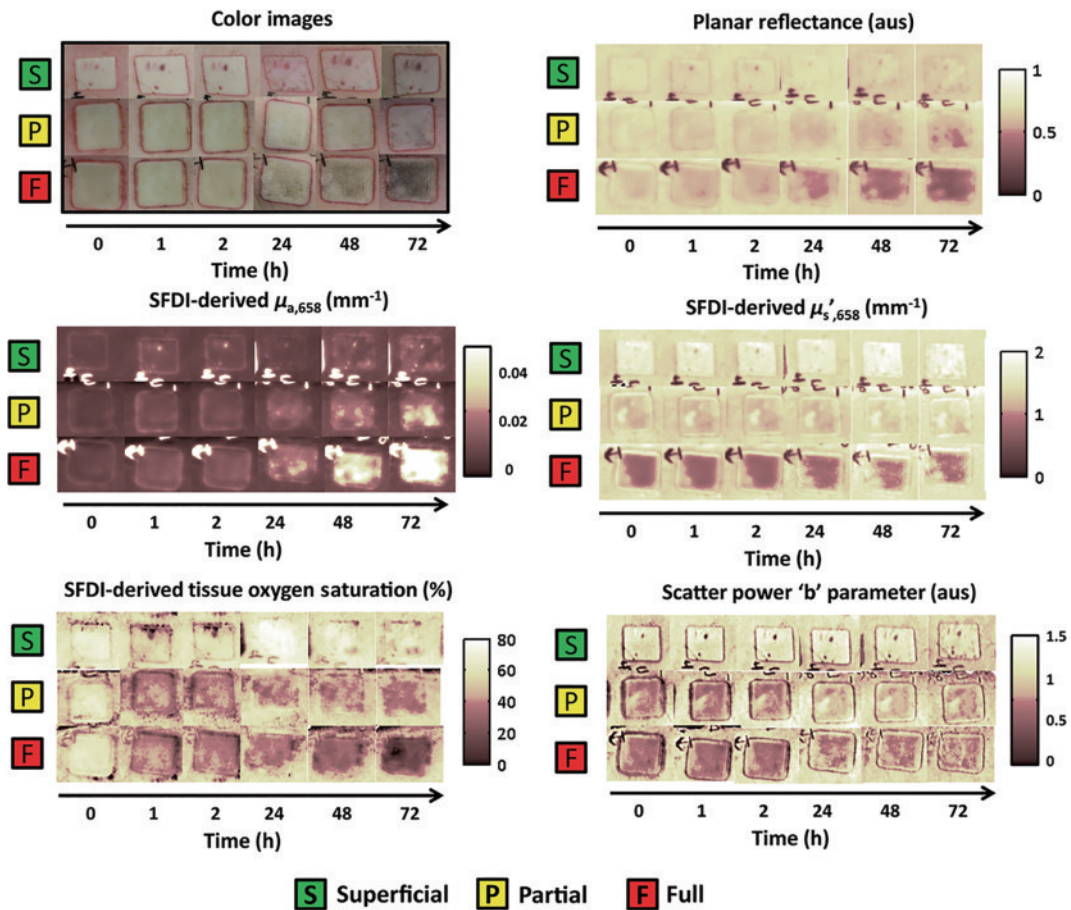 Color images
S
P
F
0 1 2 24 48 72
Time (h)
Planar reflectance (aus)
S
P
F
1
0.5
0
0 1 2 24 48 72
Time (h)
SFDI-derived μa,658 (mm⁻¹)
S
P
F
0.04
0.02
0
0 1 2 24 48 72
Time (h)
SFDI-derived μs',658 (mm⁻¹)
S
P
F
2
1
0
0 1 2 24 48 72
Time (h)
SFDI-derived tissue oxygen saturation (%)
S
P
F
80
60
40
20
0
0 1 2 24 48 72
Time (h)
Scatter power ‘b’ parameter (aus)
S
P
F
1.5
1
0.5
0
0 1 2 24 48 72
Time (h)
S Superficial P Partial F Full